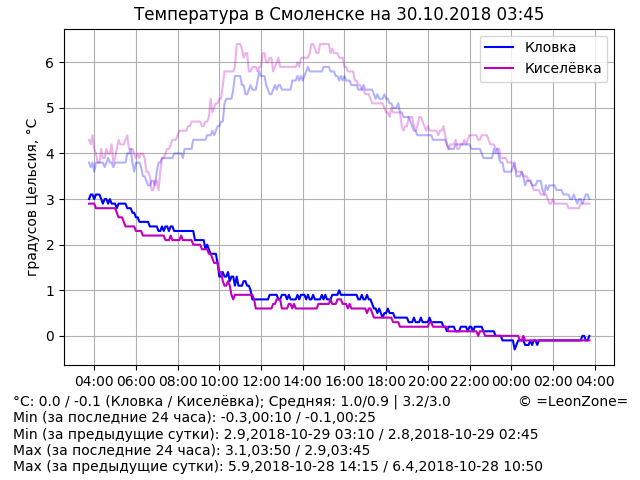 Температура в Смоленске на 30.10.2018 03:45
Кловка
Киселёвка
градусов Цельсия, °C
6
5
4
3
2
1
0
04:00 06:00 08:00 10:00 12:00 14:00 16:00 18:00 20:00 22:00 00:00 02:00 04:00
°C: 0.0 / -0.1 (Кловка / Киселёвка); Средняя: 1.0/0.9 | 3.2/3.0 © =LeonZone=
Min (за последние 24 часа): -0.3,00:10 / -0.1,00:25
Min (за предыдущие сутки): 2.9,2018-10-29 03:10 / 2.8,2018-10-29 02:45
Max (за последние 24 часа): 3.1,03:50 / 2.9,03:45
Max (за предыдущие сутки): 5.9,2018-10-28 14:15 / 6.4,2018-10-28 10:50